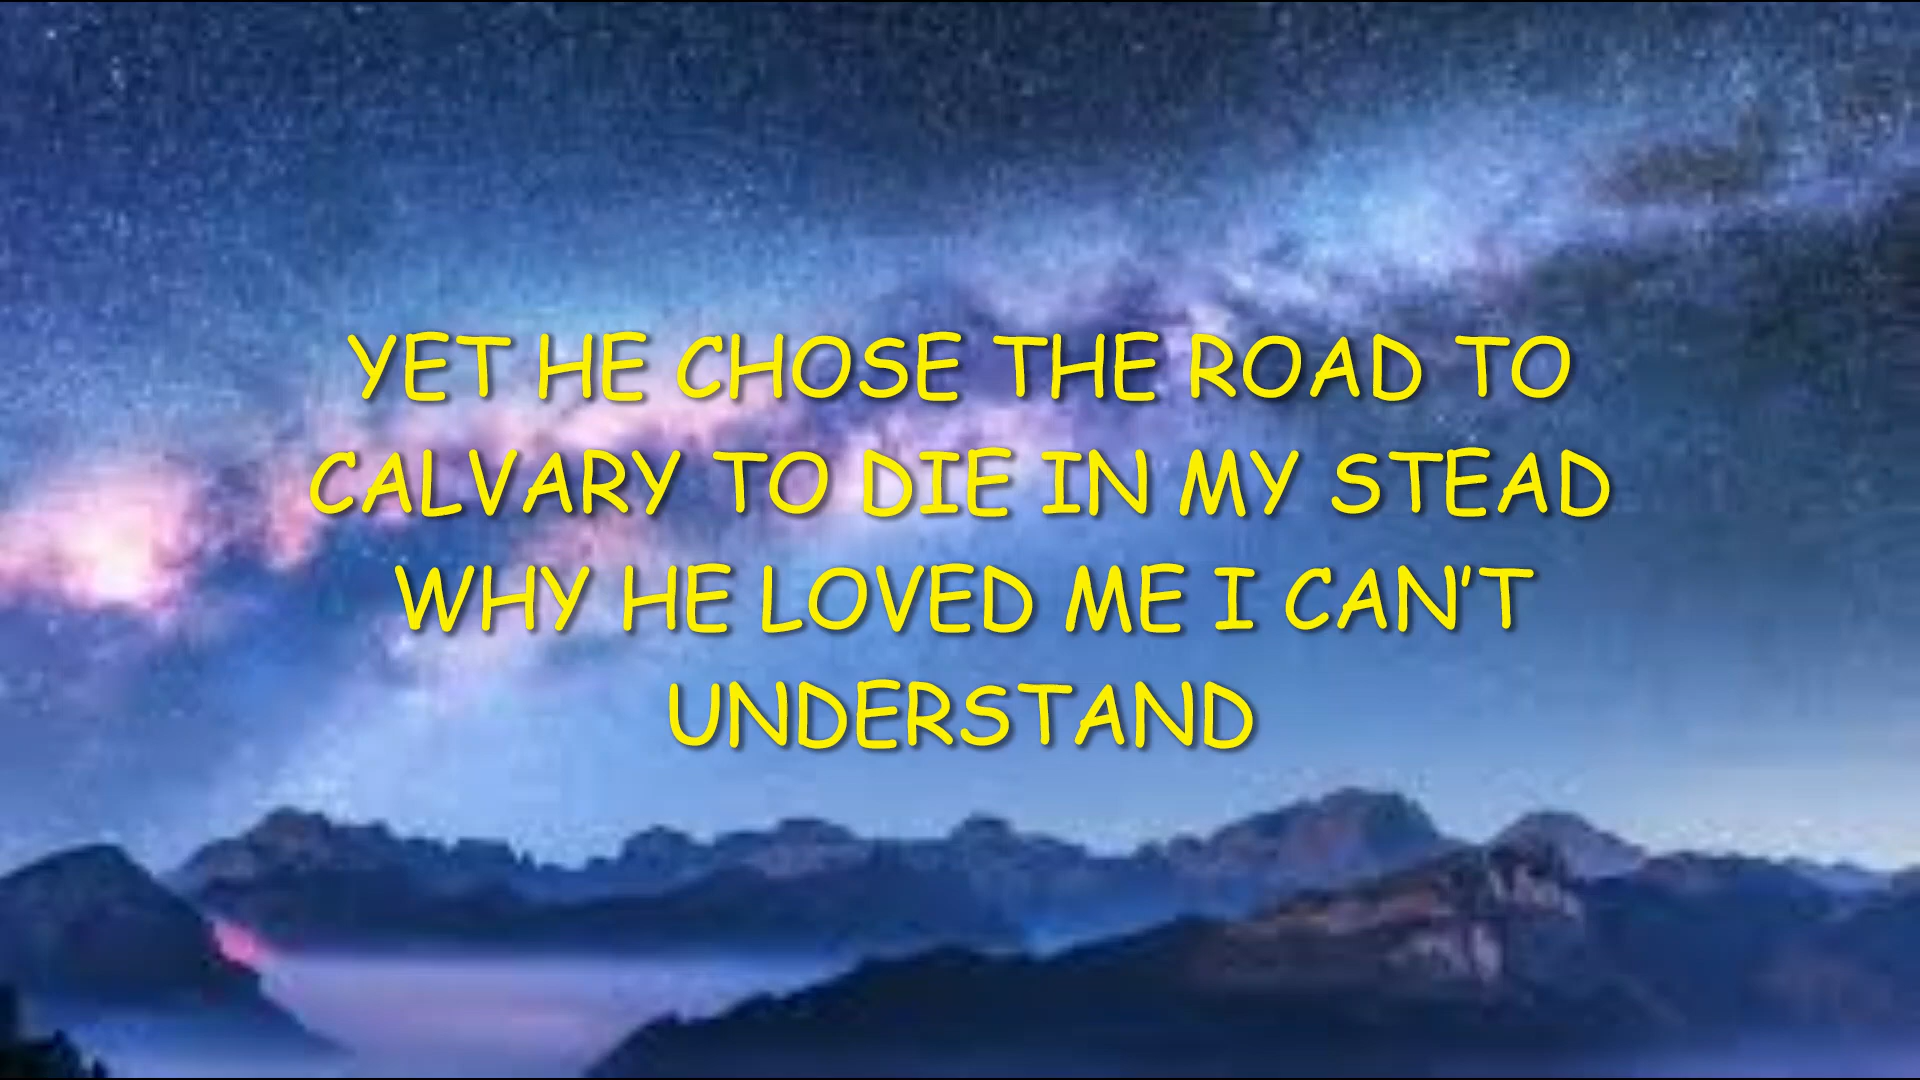 YET HE CHOSE THE ROAD TO
CALVARY TO DIE IN MY STEAD
WHY HE LOVED ME I CAN'T
UNDERSTAND